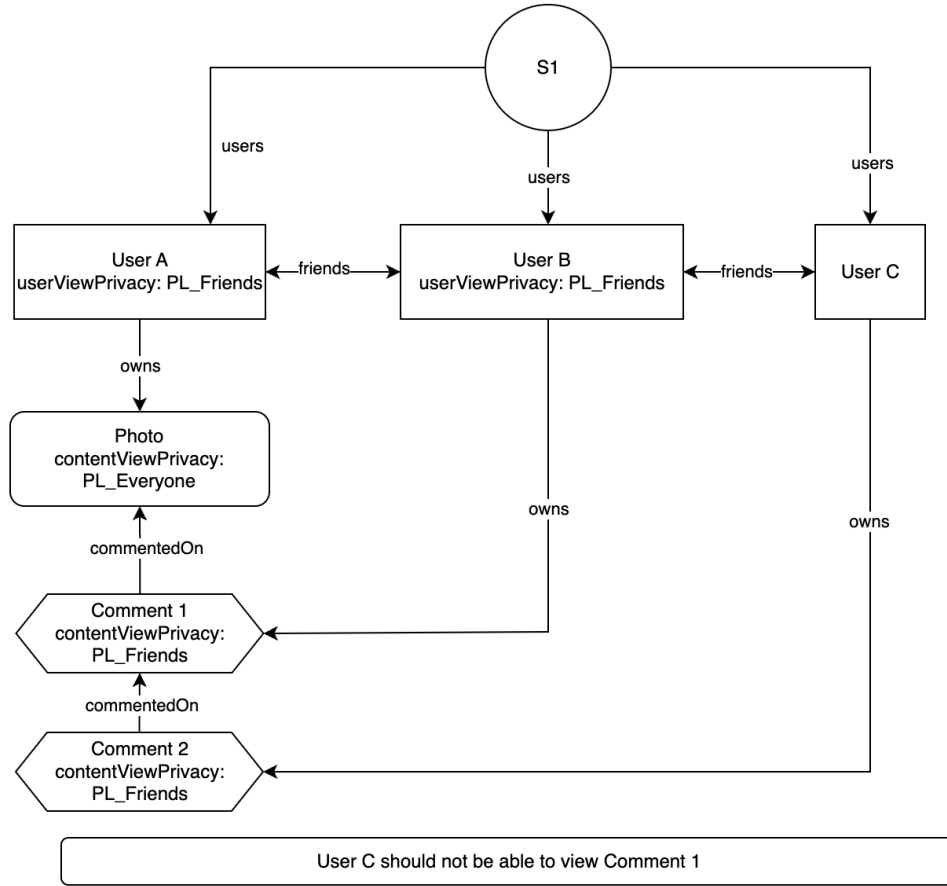 S1
users
users
users
User A
userViewPrivacy: PL_Friends
friends
User B
userViewPrivacy: PL_Friends
friends
User C
owns
Photo
contentViewPrivacy:
PL_Everyone
owns
owns
commentedOn
Comment 1
contentViewPrivacy:
PL_Friends
commentedOn
Comment 2
contentViewPrivacy:
PL_Friends
User C should not be able to view Comment 1